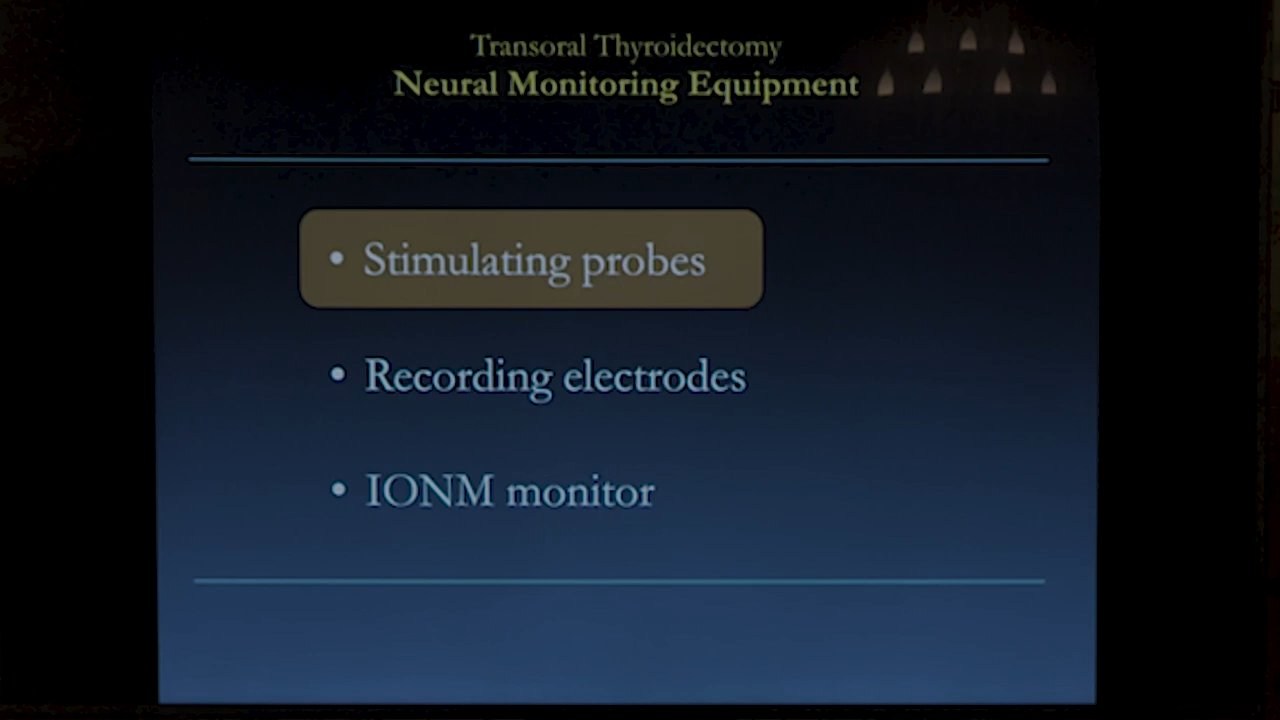 Transoral Thyroidectomy
Neural Monitoring Equipment
• Stimulating probes
• Recording electrodes
• IONM monitor